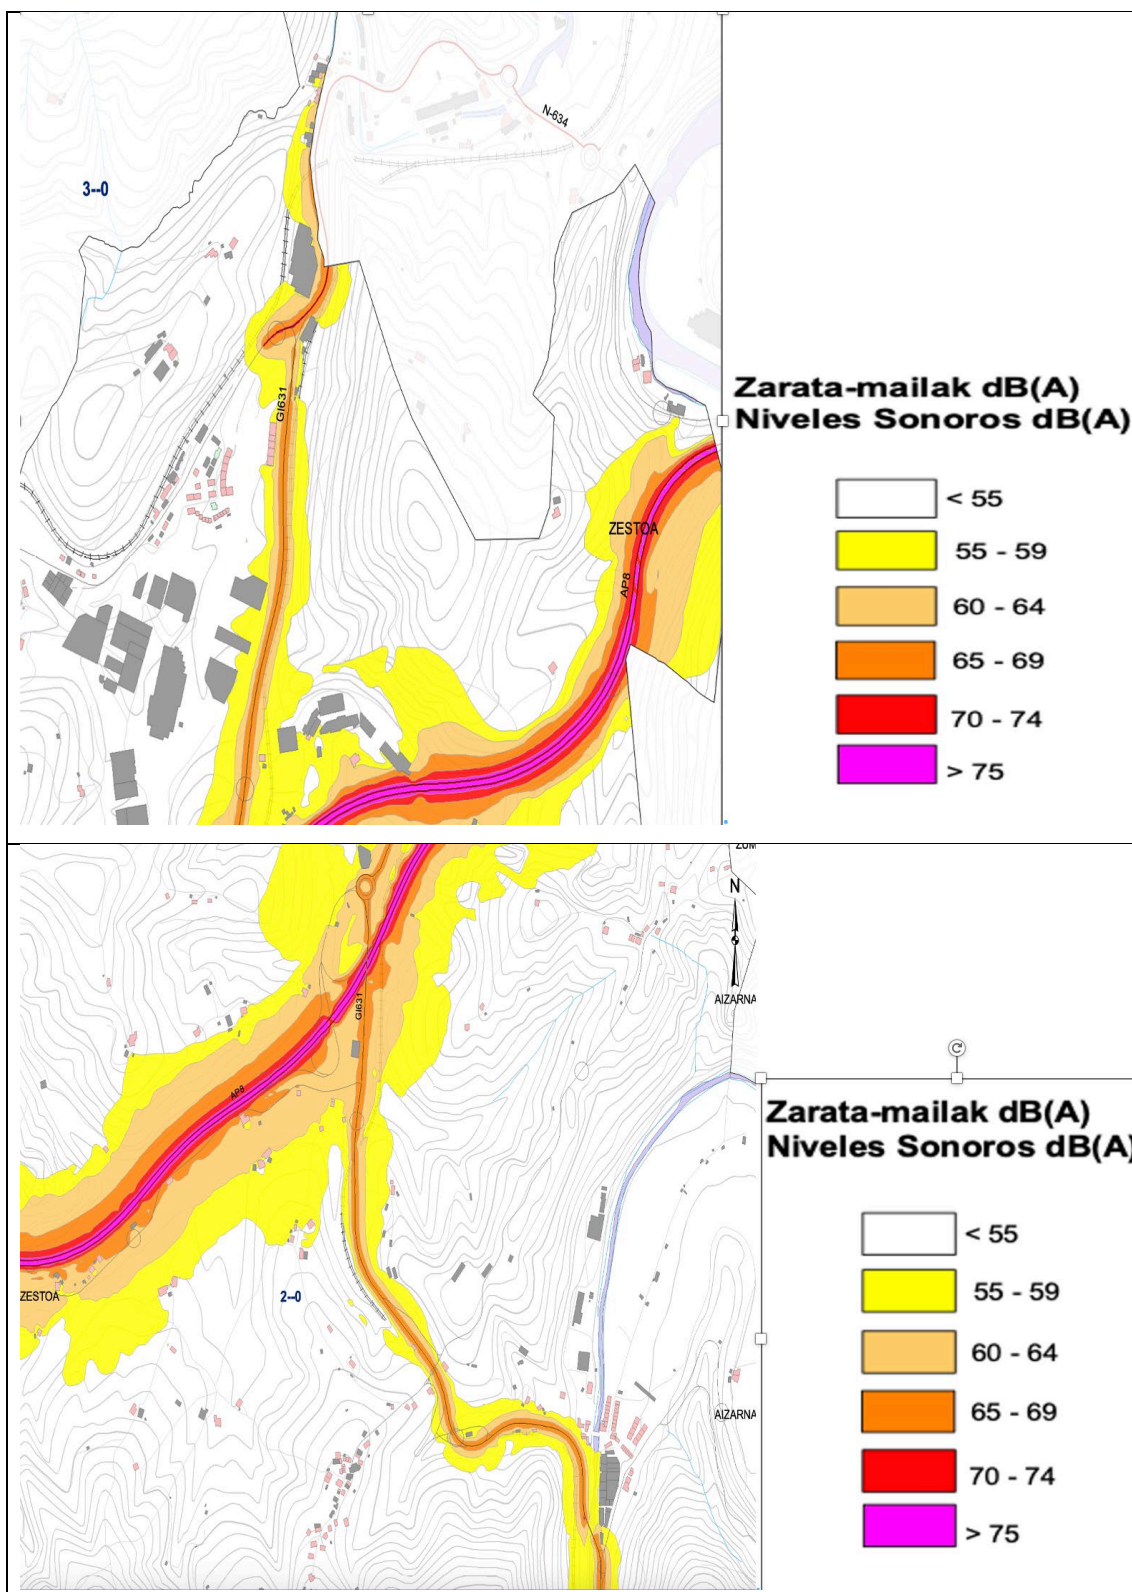 N-634
3--0
GI631
ZESTOA
AP8
Zarata-mailak dB(A)
Niveles Sonoros dB(A)
< 55
55 - 59
60 - 64
65 - 69
70 - 74
> 75
N
AIZARNA
GI631
AP8
ZESTOA
2--0
AIZARNA
Zarata-mailak dB(A)
Niveles Sonoros dB(A)
< 55
55 - 59
60 - 64
65 - 69
70 - 74
> 75